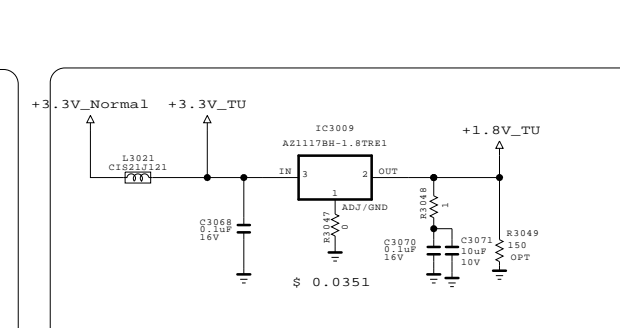 +3.3V_Normal
+3.3V_TU
IC3009
AZ1117BH-1.8TRE1
+1.8V_TU
L3021
CIS21J121
IN
3
2
OUT
1
ADJ/GND
R3048
1
R3047
0
C3068
0.1uF
16V
C3070
0.1uF
16V
C3071
10uF
10V
R3049
150
OPT
$ 0.0351